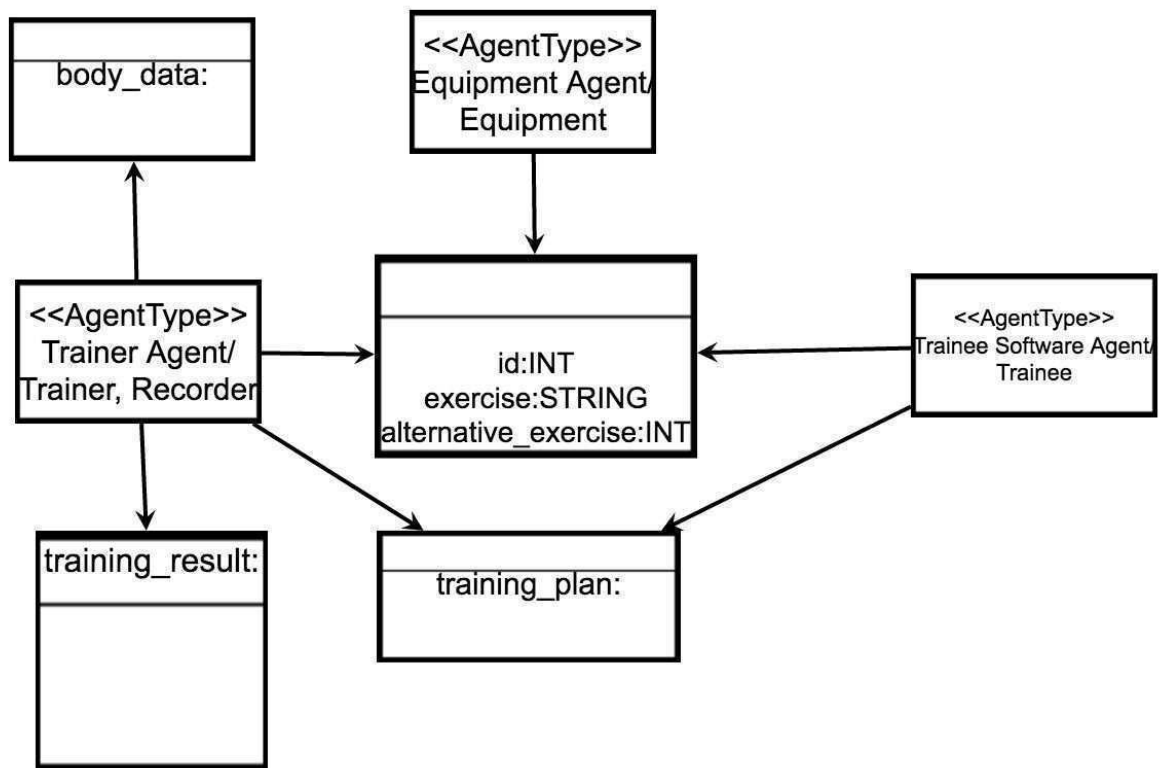 body_data:
<<AgentType>>
Equipment Agent/
Equipment
<<AgentType>>
Trainer Agent/
Trainer, Recorder
id:INT
exercise:STRING
alternative_exercise:INT
<<AgentType>>
Trainee Software Agent/
Trainee
training_result:
training_plan: